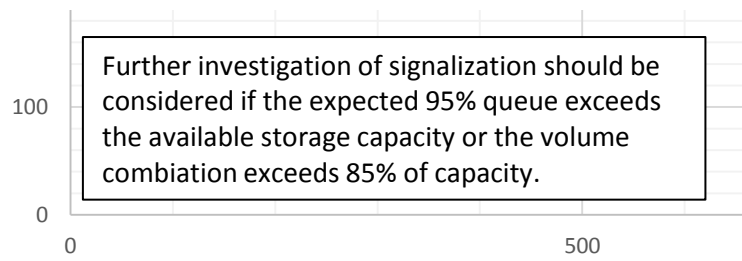 Further investigation of signalization should be
considered if the expected 95% queue exceeds
100
the available storage capacity or the volume
combiation exceeds 85% of capacity.
0
0 500